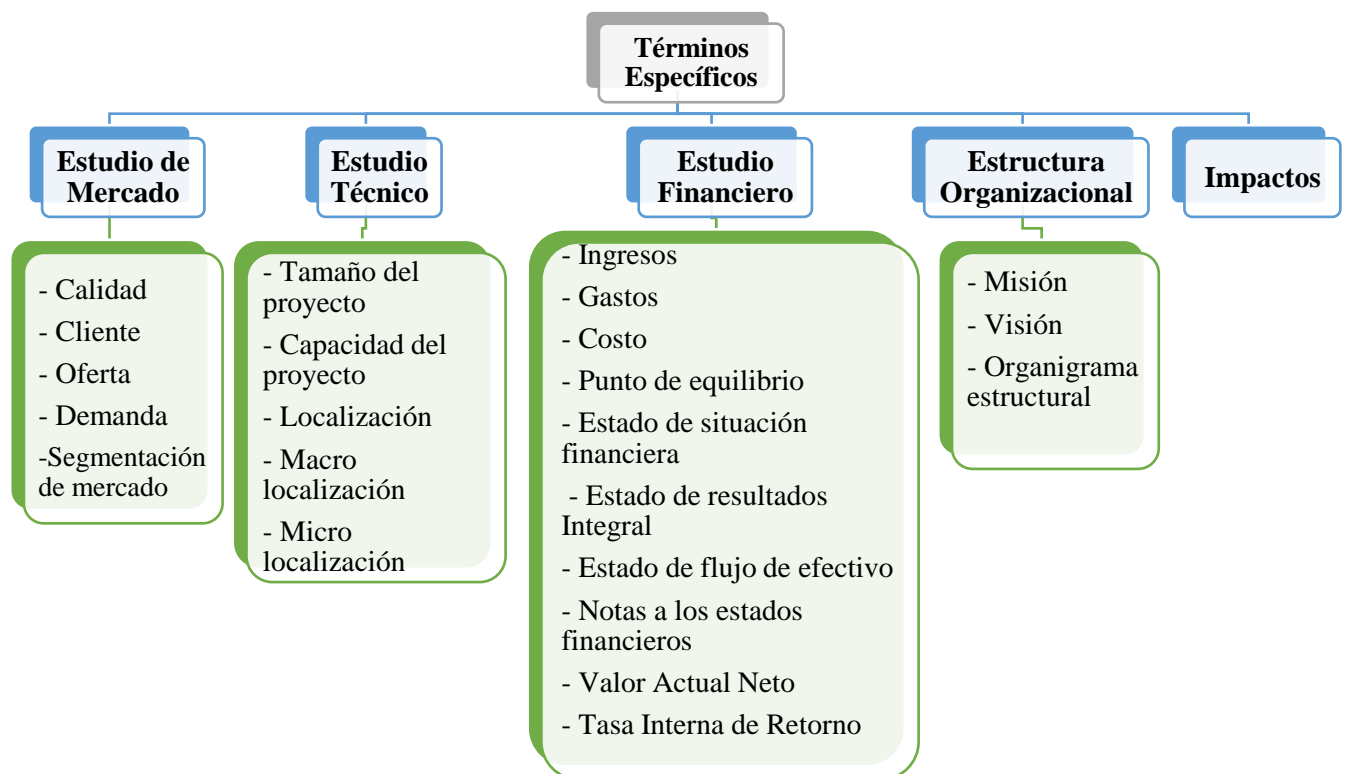 Términos
Específicos
Estudio de
Mercado
Estudio
Técnico
Estudio
Financiero
Estructura
Organizacional
Impactos
- Calidad
- Cliente
- Oferta
- Demanda
-Segmentación
de mercado
- Tamaño del
proyecto
- Capacidad del
proyecto
- Localización
- Macro
localización
- Micro
localización
- Ingresos
- Gastos
- Costo
- Punto de equilibrio
- Estado de situación
financiera
- Estado de resultados
Integral
- Estado de flujo de efectivo
- Notas a los estados
financieros
- Valor Actual Neto
- Tasa Interna de Retorno
- Misión
- Visión
- Organigrama
estructural